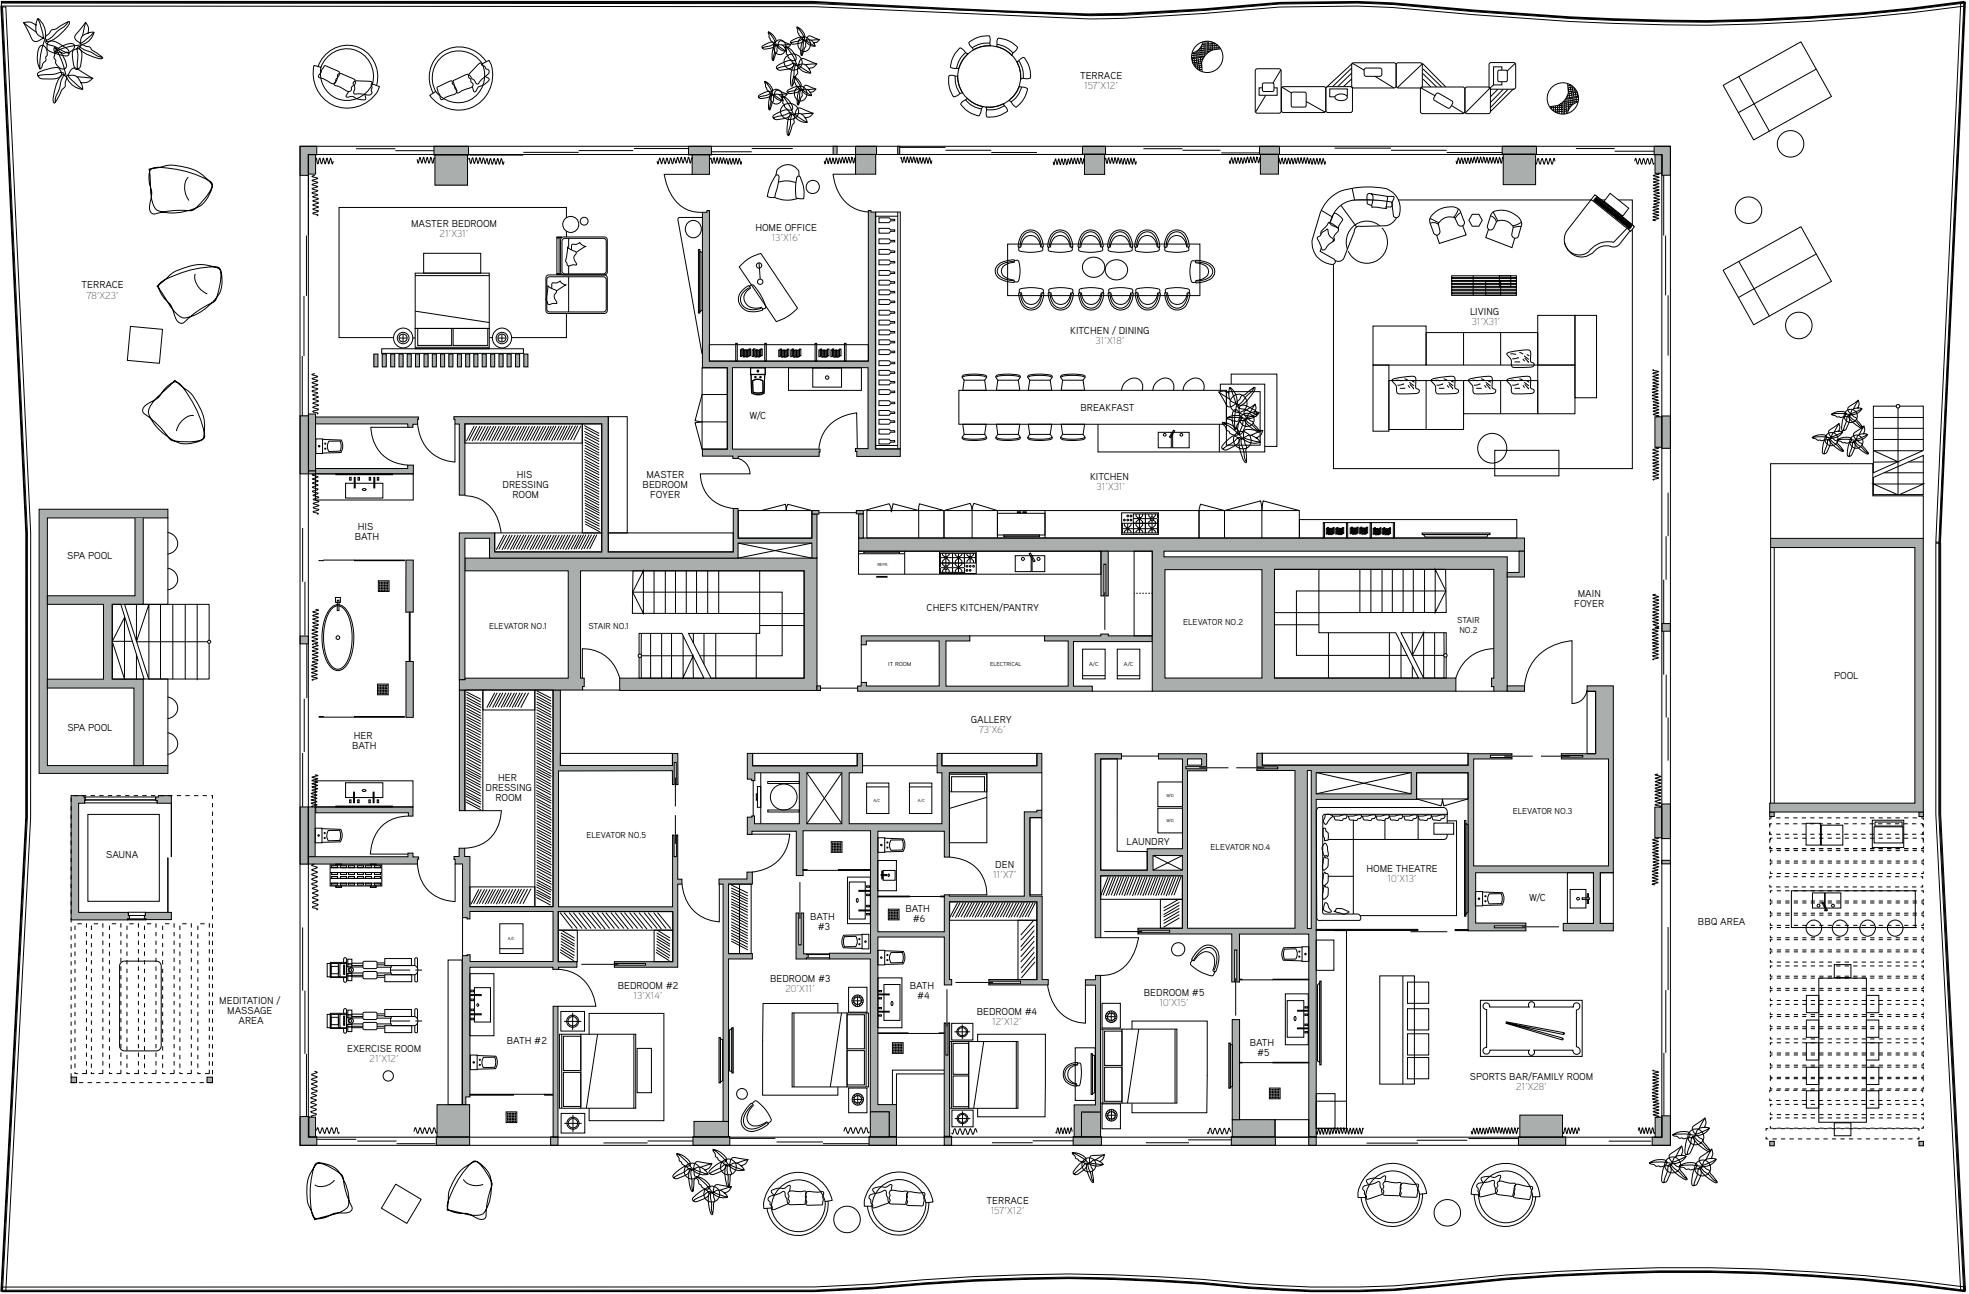 TERRACE
157'X12'
MASTER BEDROOM
21'X31'
HOME OFFICE
13'X16'
TERRACE
78'X23'
KITCHEN / DINING
31'X18'
LIVING
31'X31'
BREAKFAST
W/C
KITCHEN
31'X31'
HIS
DRESSING
ROOM
MASTER
BEDROOM
FOYER
HIS
BATH
SPA POOL
REFR.
CHEFS KITCHEN/PANTRY
MAIN
FOYER
ELEVATOR NO.1
STAIR NO.1
ELEVATOR NO.2
STAIR
NO.2
IT ROOM
ELECTRICAL
A/C
A/C
POOL
SPA POOL
GALLERY
73'X6'
HER
BATH
HER
DRESSING
ROOM
A/C
A/C
W/D
W/D
ELEVATOR NO.5
LAUNDRY
ELEVATOR NO.4
ELEVATOR NO.3
SAUNA
DEN
11'X7'
HOME THEATRE
10'X13'
W/C
BATH
#3
BATH
#6
BBQ AREA
A/C
BEDROOM #2
13'X14'
BEDROOM #3
20'X11'
BATH
#4
BEDROOM #4
12'X12'
BEDROOM #5
10'X15'
MEDITATION /
MASSAGE
AREA
EXERCISE ROOM
21'X12'
BATH #2
BATH
#5
SPORTS BAR/FAMILY ROOM
21'X28'
TERRACE
157'X12'